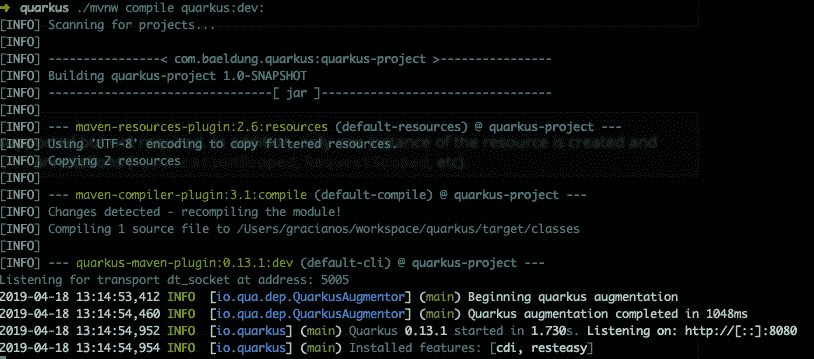 ➜ quarkus ./mvnw compile quarkus:dev:
[INFO] Scanning for projects...
[INFO]
[INFO] ----------------< com.baeldung.quarkus:quarkus-project >----------------
[INFO] Building quarkus-project 1.0-SNAPSHOT
[INFO] --------------------------------[ jar ]---------------------------------
[INFO]
[INFO] --- maven-resources-plugin:2.6:resources (default-resources) @ quarkus-project ---
[INFO] Using 'UTF-8' encoding to copy filtered resources.
[INFO] Copying 2 resources
[INFO]
[INFO] --- maven-compiler-plugin:3.1:compile (default-compile) @ quarkus-project ---
[INFO] Changes detected - recompiling the module!
[INFO] Compiling 1 source file to /Users/gracianos/workspace/quarkus/target/classes
[INFO]
[INFO] --- quarkus-maven-plugin:0.13.1:dev (default-cli) @ quarkus-project ---
Listening for transport dt_socket at address: 5005
2019-04-18 13:14:53,412 INFO  [io.qua.dep.QuarkusAugmentor] (main) Beginning quarkus augmentation
2019-04-18 13:14:54,460 INFO  [io.qua.dep.QuarkusAugmentor] (main) Quarkus augmentation completed in 1048ms
2019-04-18 13:14:54,952 INFO  [io.quarkus] (main) Quarkus 0.13.1 started in 1.730s. Listening on: http://[::]:8080
2019-04-18 13:14:54,954 INFO  [io.quarkus] (main) Installed features: [cdi, resteasy]